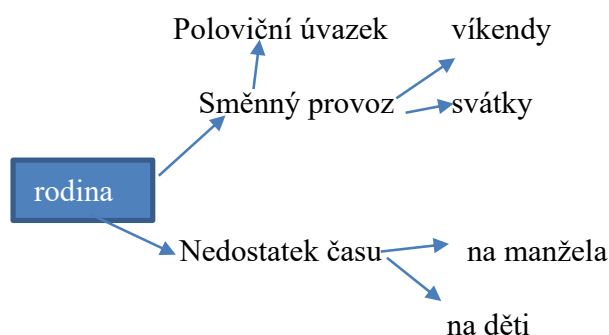 Poloviční úvazek víkendy
Směnný provoz svátky
rodina
Nedostatek času na manžela
na děti